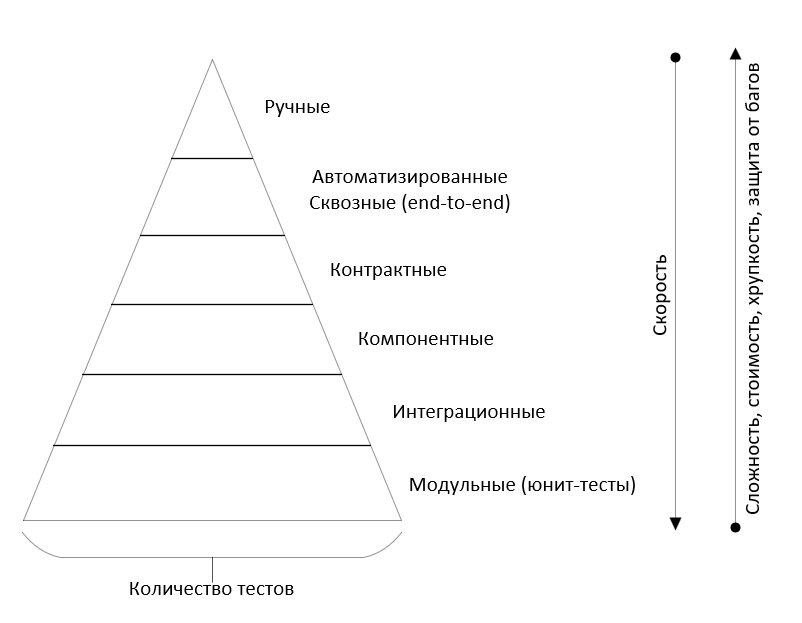 Ручные
Автоматизированные
Сквозные (end-to-end)
Контрактные
Компонентные
Интеграционные
Модульные (юнит-тесты)
Количество тестов
Скорость
Сложность, стоимость, хрупкость, защита от багов